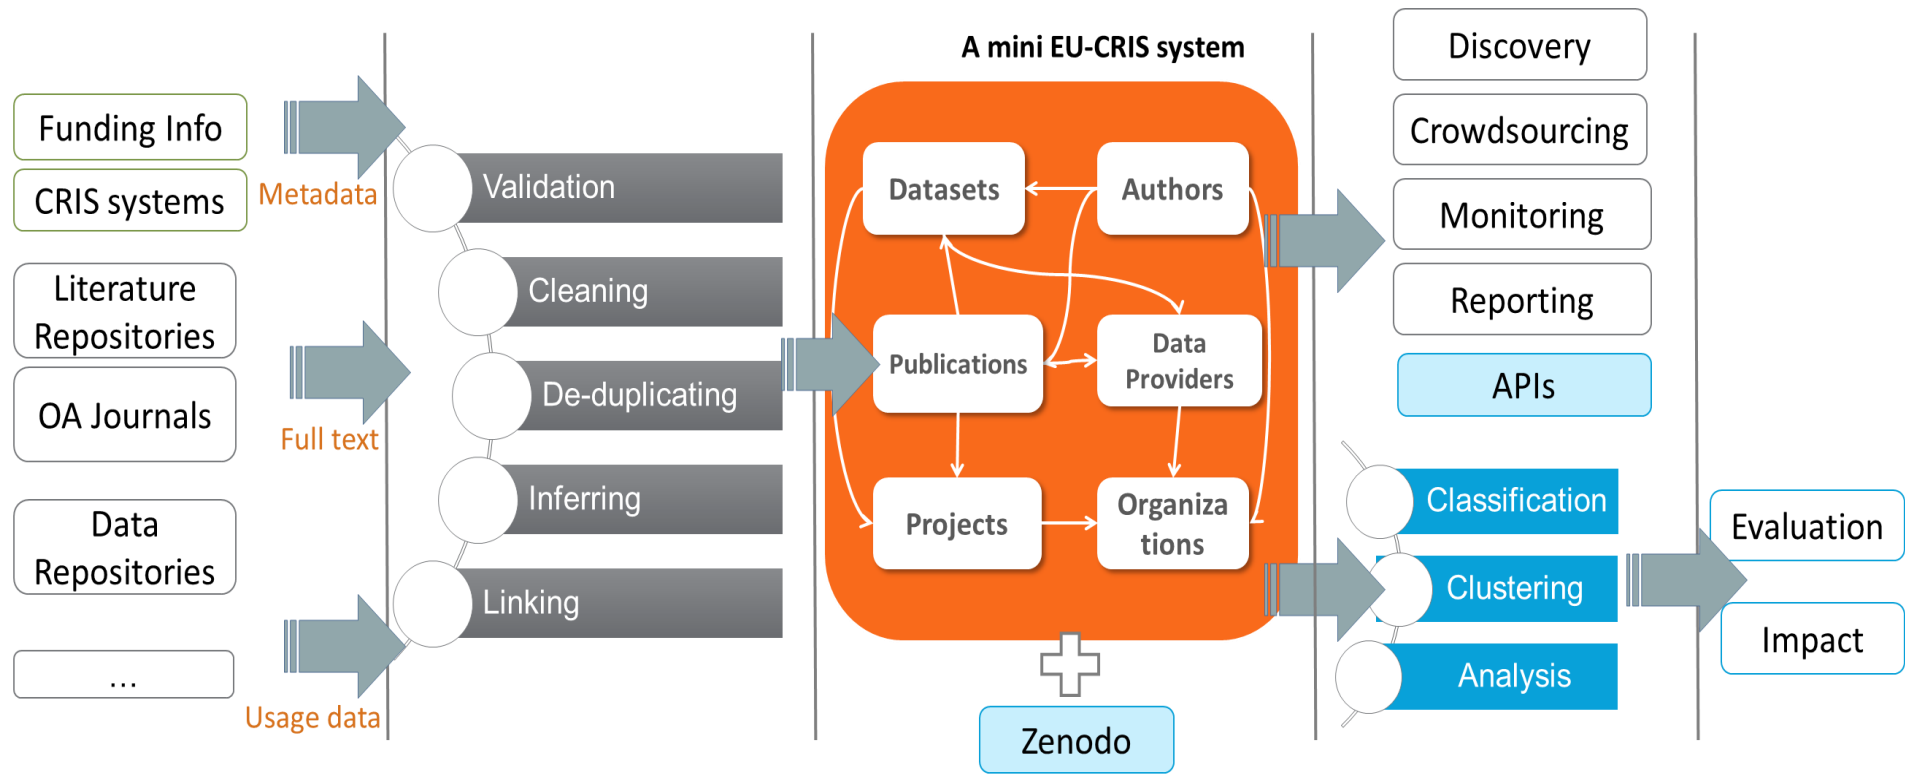 Funding Info
CRIS systems
Literature
Repositories
OA Journals
Data
Repositories
...
Metadata
Full text
Usage data
Validation
Cleaning
De-duplicating
Inferring
Linking
A mini EU-CRIS system
Datasets
Authors
Publications
Data
Providers
Projects
Organiza
tions
Zenodo
Discovery
Crowdsourcing
Monitoring
Reporting
APIs
Classification
Clustering
Analysis
Evaluation
Impact